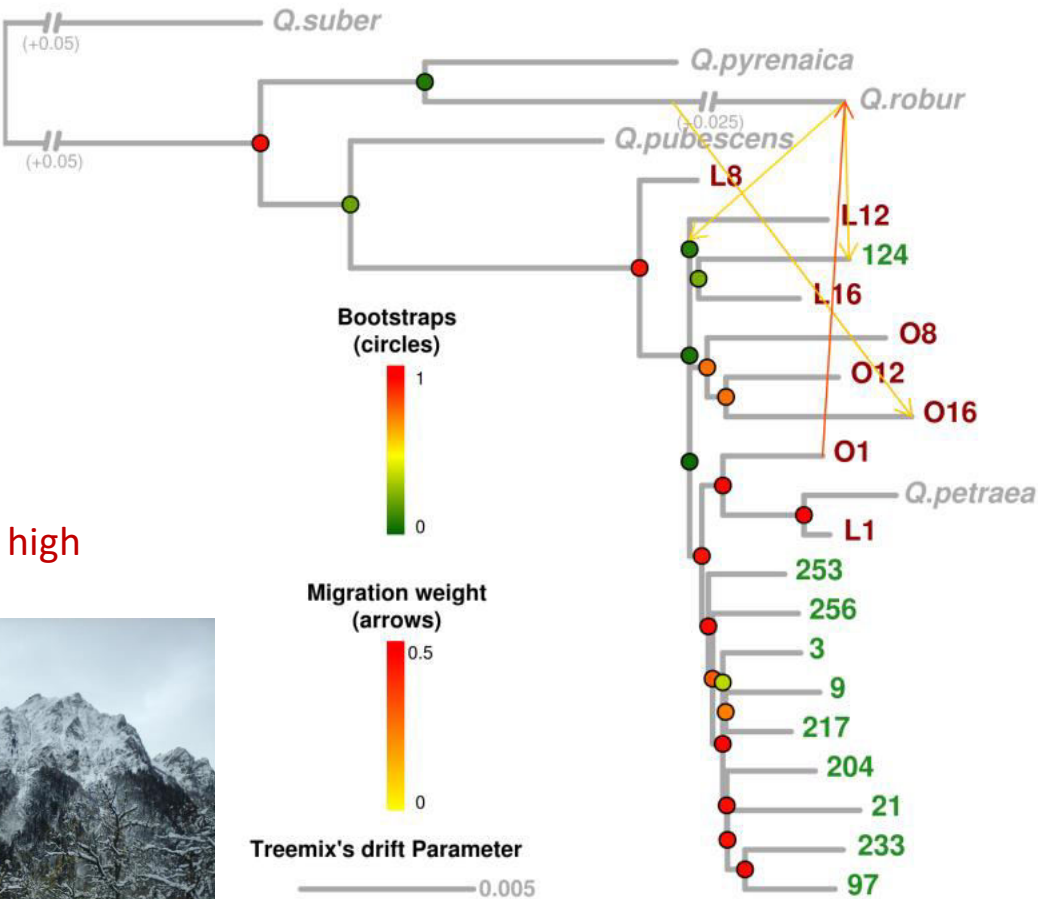 Q.suber
(+0.05)
Q.pyrenaica
Q.robur
(+0.025)
Q.pubescens
(+0.05)
L8
L12
124
L16
Bootstraps
(circles)
1
0
O8
O12
O16
O1
Q.petraea
L1
high
253
Migration weight
(arrows)
0.5
0
256
3
9
217
204
21
Treemix's drift Parameter
233
0.005
97